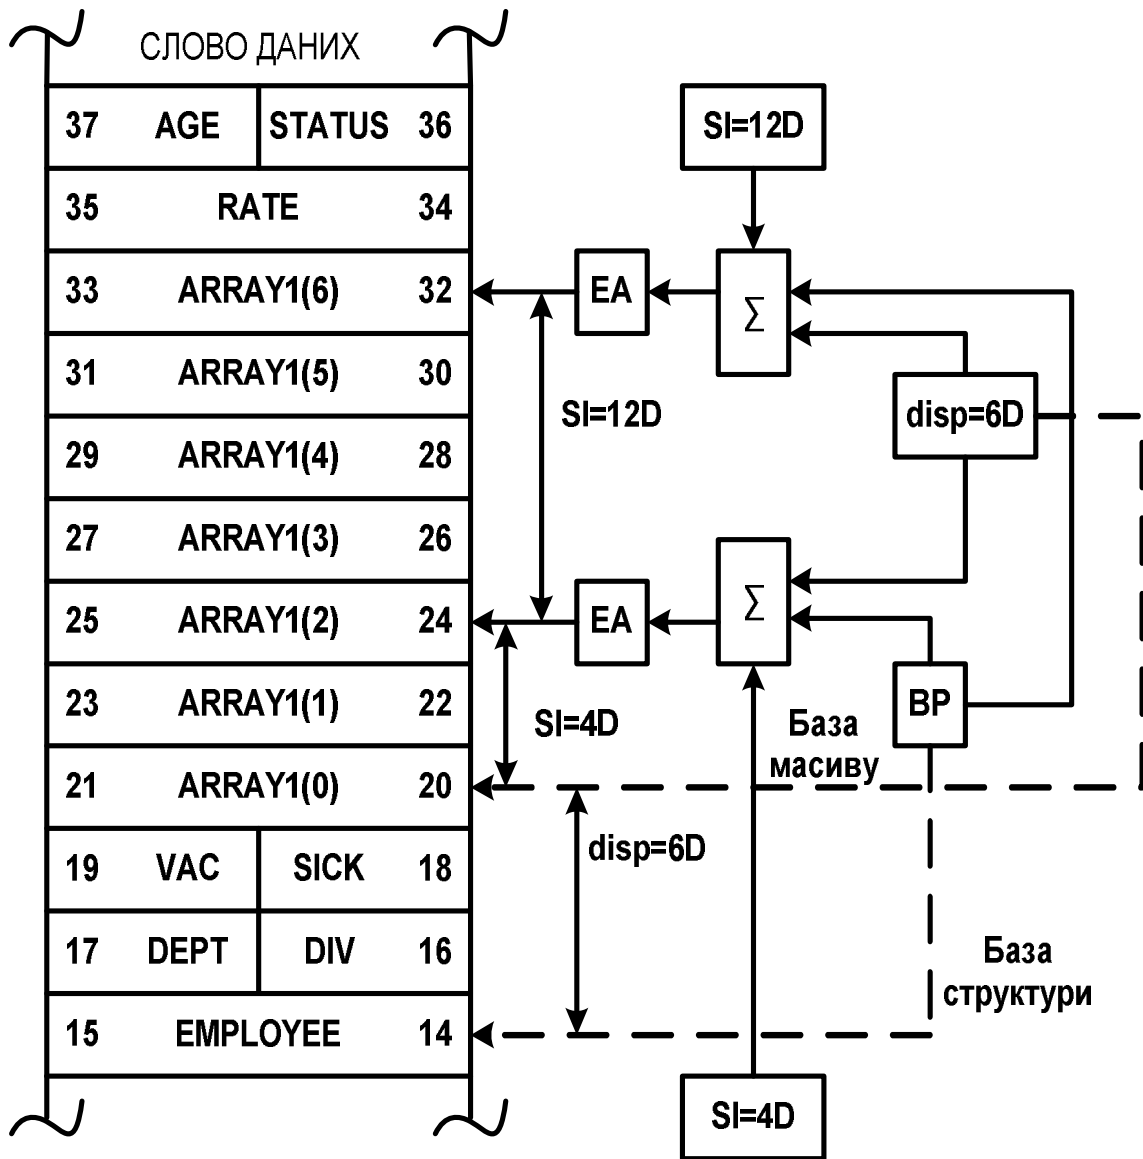 СЛОВО ДАНИХ
37 AGE STATUS 36
SI=12D
35 RATE 34
33 ARRAY1(6) 32
EA
Σ
31 ARRAY1(5) 30
SI=12D
disp=6D
29 ARRAY1(4) 28
27 ARRAY1(3) 26
25 ARRAY1(2) 24
EA
Σ
23 ARRAY1(1) 22
SI=4D
BP
База
масиву
21 ARRAY1(0) 20
19 VAC SICK 18
disp=6D
17 DEPT DIV 16
База
структури
15 EMPLOYEE 14
SI=4D